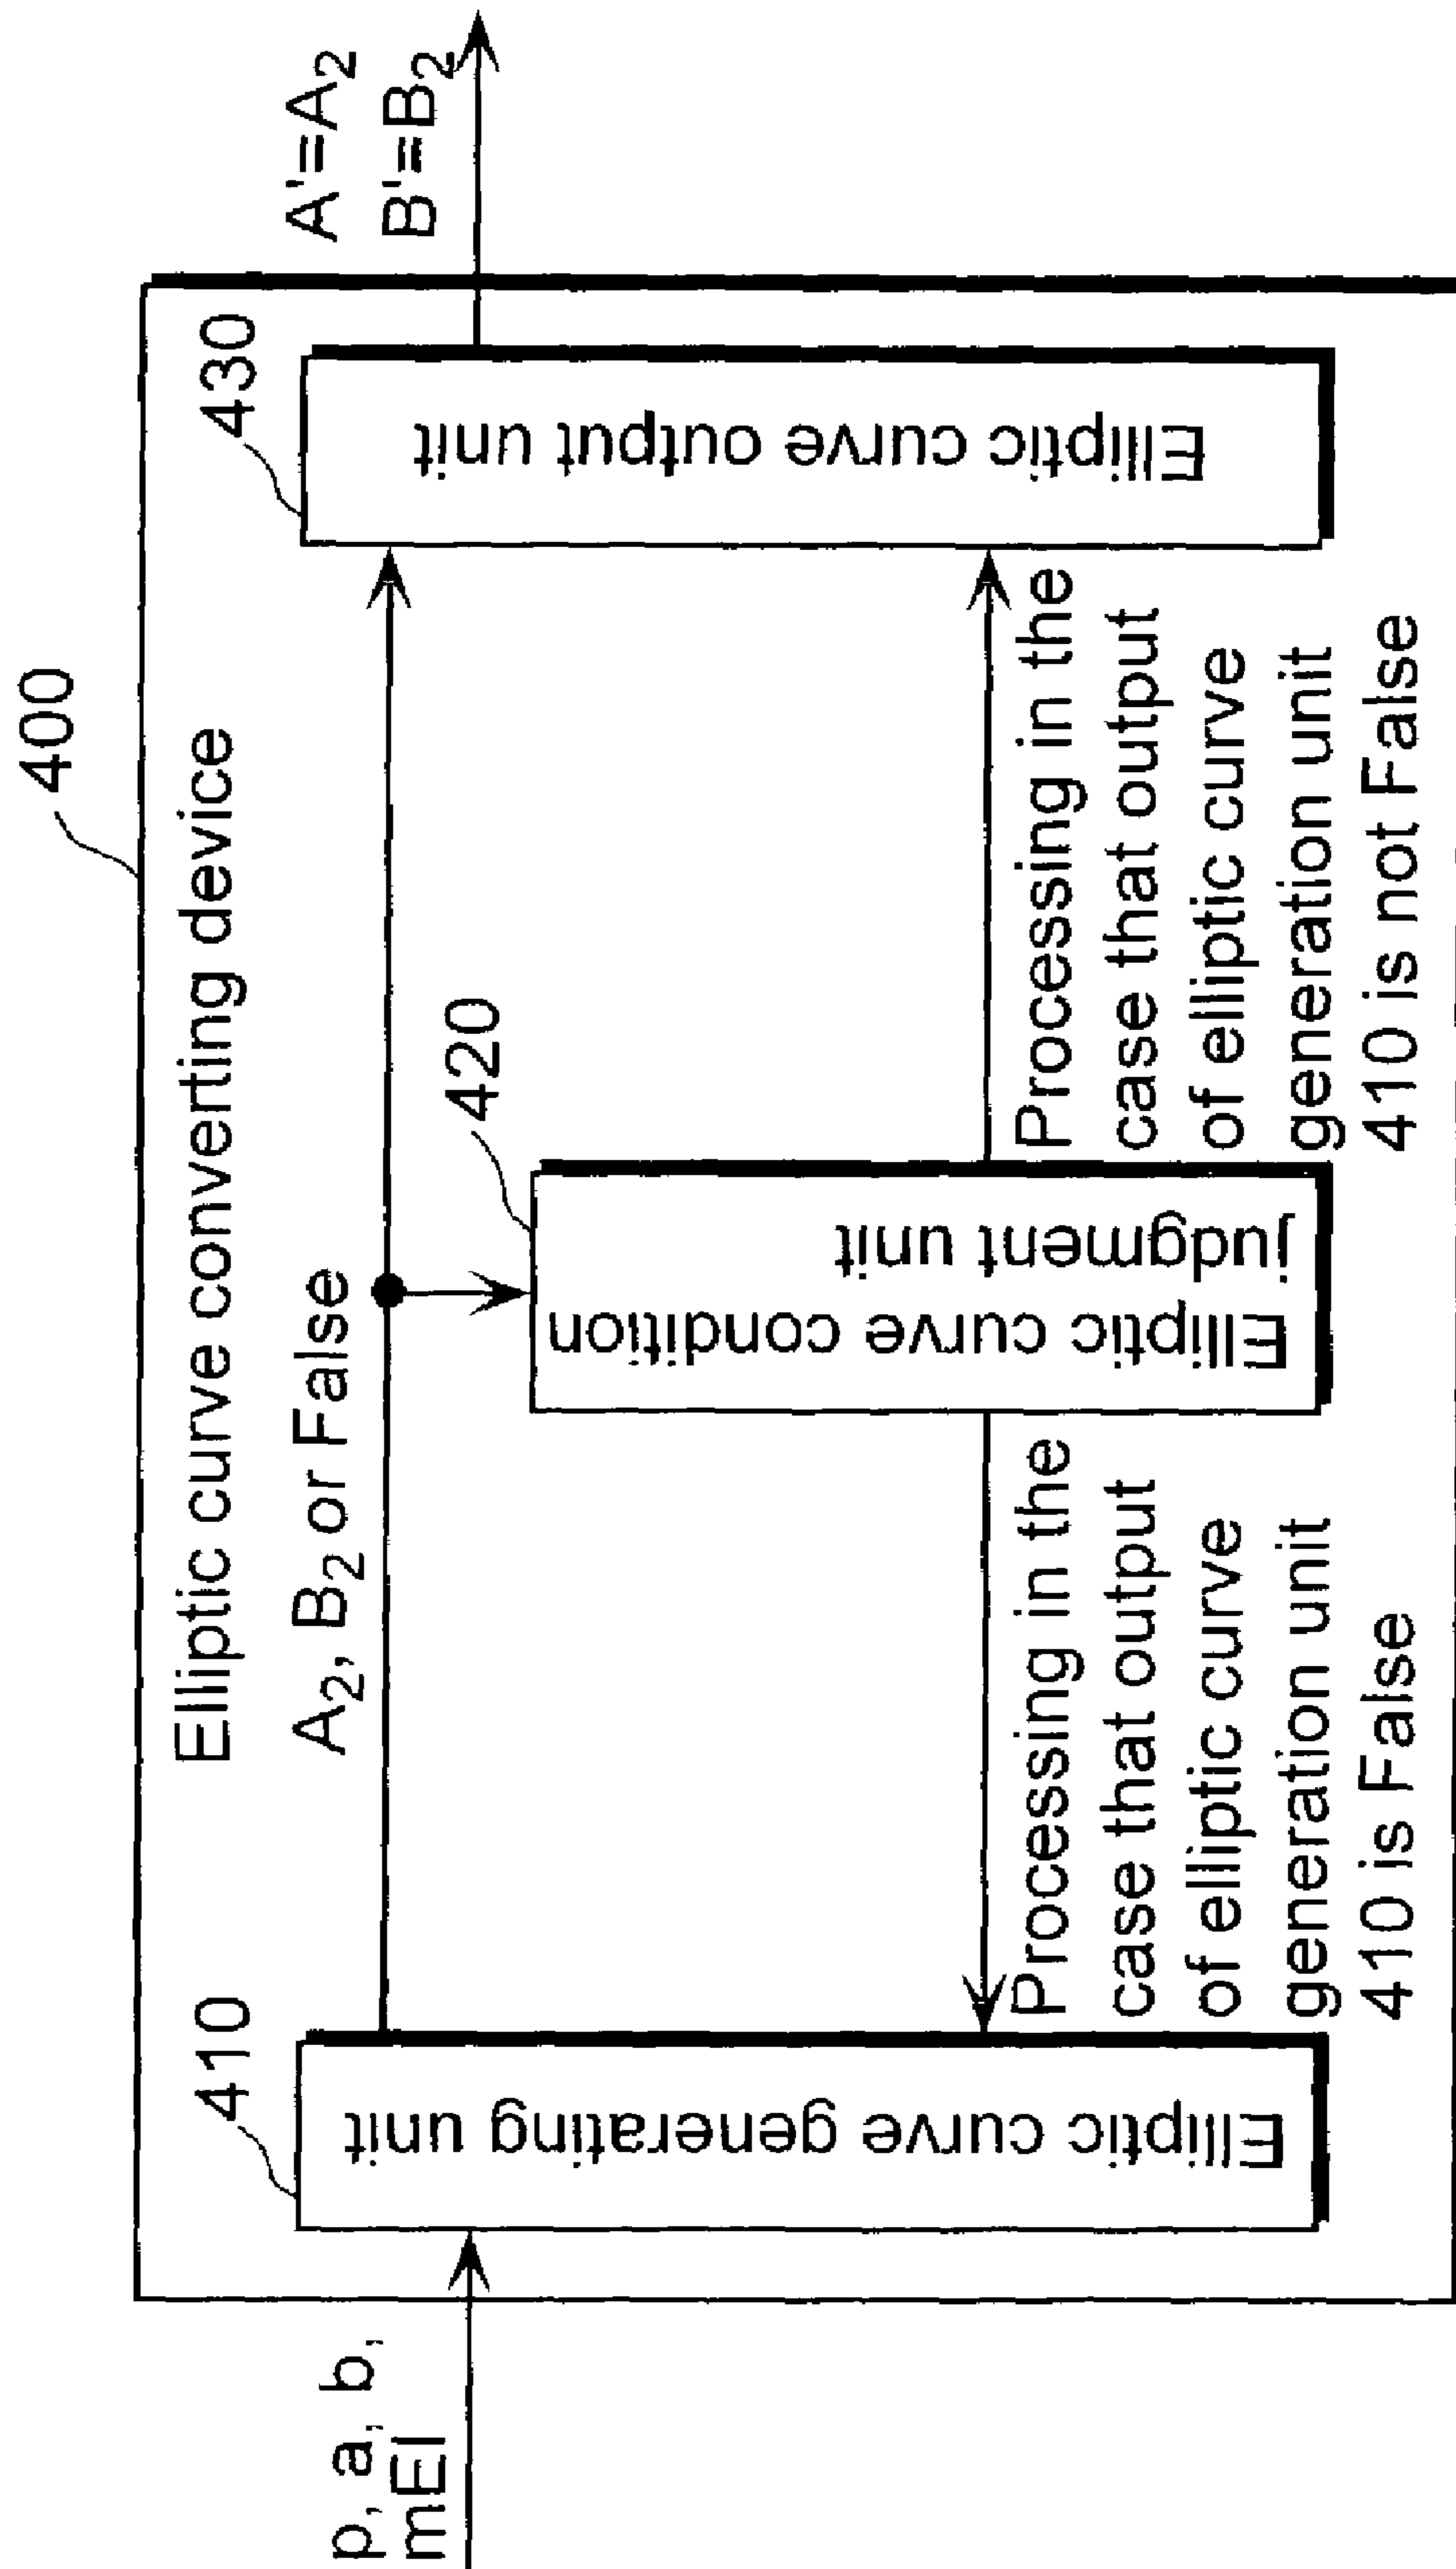 400
Elliptic curve converting device
p, a, b,
mEl
410
Elliptic curve generating unit
A₂, B₂ or False
420
Elliptic curve condition
judgment unit
Processing in the
case that output
of elliptic curve
generation unit
410 is False
Processing in the
case that output
of elliptic curve
generation unit
410 is not False
430
Elliptic curve output unit
A'=A₂
B'=B₂